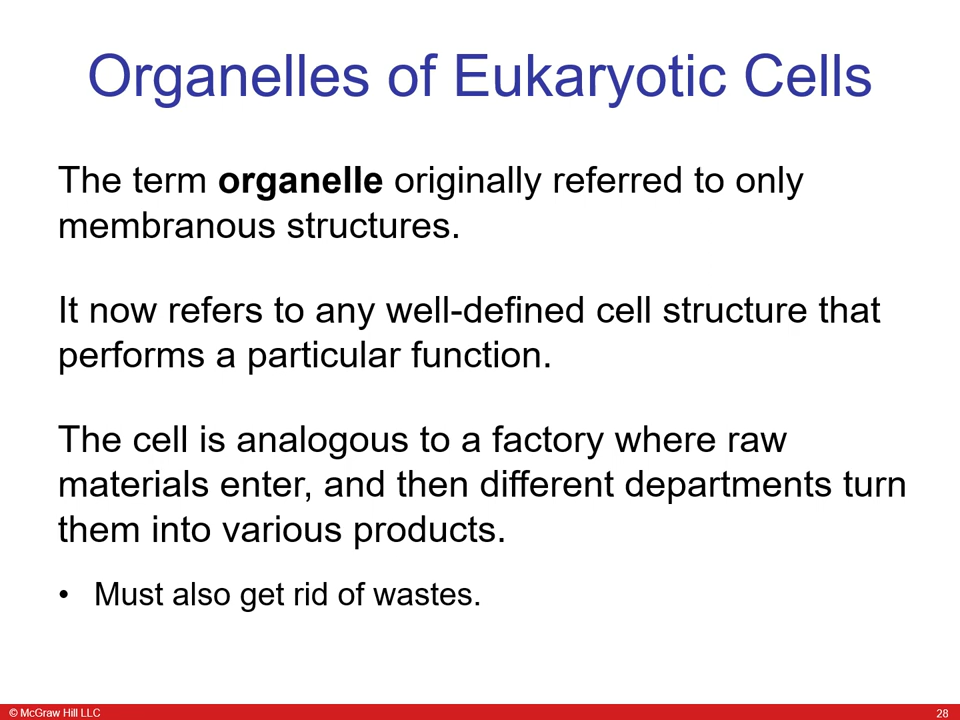 Organelles of Eukaryotic Cells
The term organelle originally referred to only
membranous structures.
It now refers to any well-defined cell structure that
performs a particular function.
The cell is analogous to a factory where raw
materials enter, and then different departments turn
them into various products.
• Must also get rid of wastes.
© McGraw Hill LLC
28